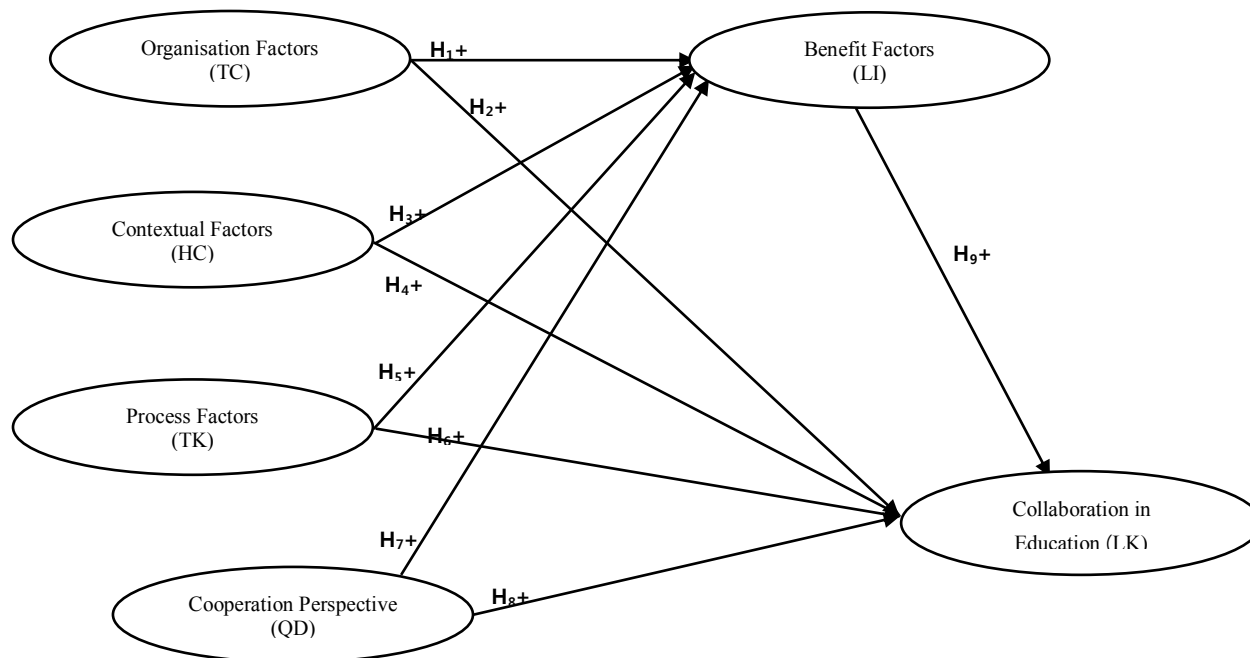 Organisation Factors
(TC)
H₁+
Benefit Factors
(LI)
H₂+
Contextual Factors
(HC)
H₃+
H₄+
H₉+
Process Factors
(TK)
H₅+
H₆+
Collaboration in
Education (LK)
H₇+
Cooperation Perspective
(QD)
H₈+